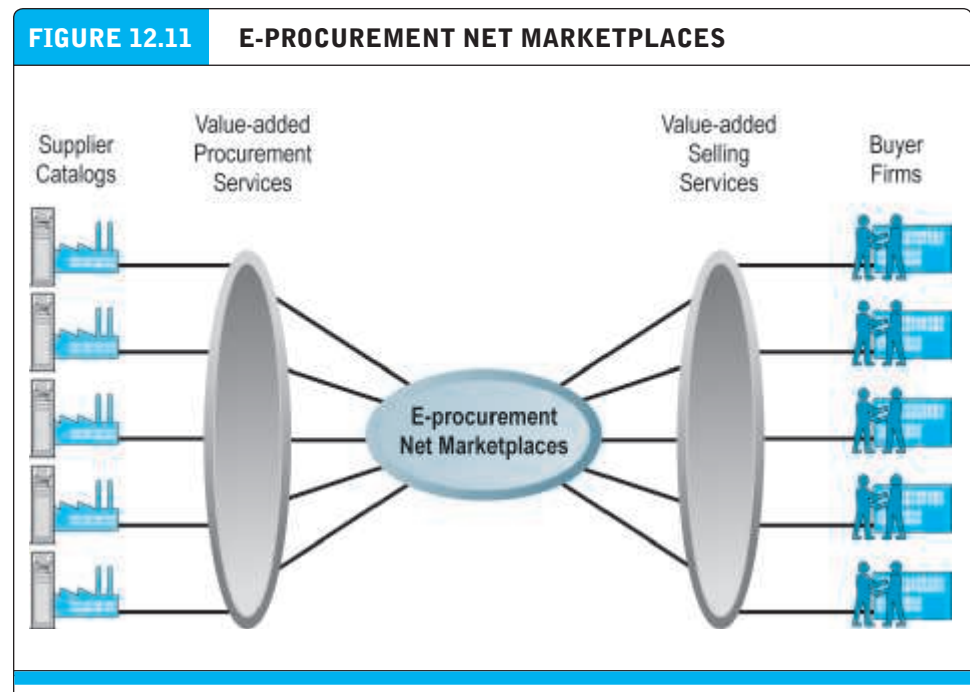 FIGURE 12.11 E-PROCUREMENT NET MARKETPLACES
Supplier
Catalogs
Value-added
Procurement
Services
Value-added
Selling
Services
Buyer
Firms
E-procurement
Net Marketplaces